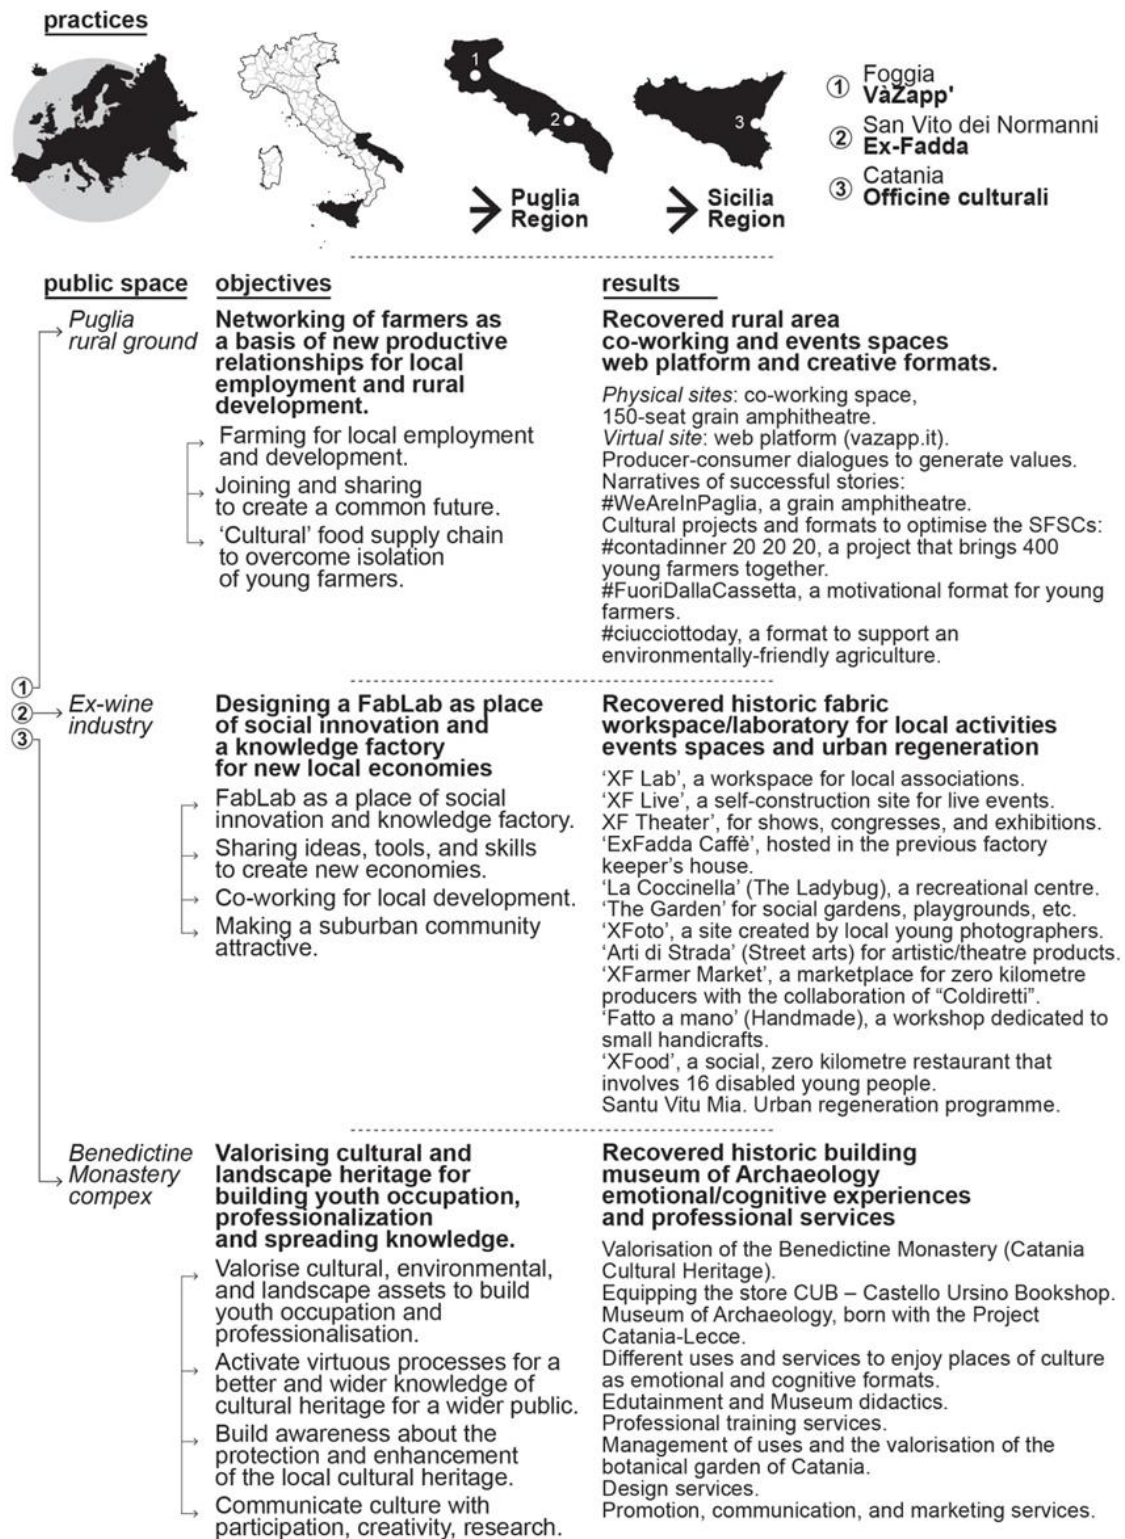 practices
1
2
3
Puglia
Region
Sicilia
Region
1 Foggia
VàZapp'
2 San Vito dei Normanni
Ex-Fadda
3 Catania
Officine culturali
public space
objectives
results
1
2
3
Puglia
rural ground
Networking of farmers as
a basis of new productive
relationships for local
employment and rural
development.
Farming for local employment
and development.
Joining and sharing
to create a common future.
‘Cultural’ food supply chain
to overcome isolation
of young farmers.
Recovered rural area
co-working and events spaces
web platform and creative formats.
Physical sites: co-working space,
150-seat grain amphitheatre.
Virtual site: web platform (vazapp.it).
Producer-consumer dialogues to generate values.
Narratives of successful stories:
#WeAreInPaglia, a grain amphitheatre.
Cultural projects and formats to optimise the SFSCs:
#contadinner 20 20 20, a project that brings 400
young farmers together.
#FuoriDallaCassetta, a motivational format for young
farmers.
#ciucciottoday, a format to support an
environmentally-friendly agriculture.
Ex-wine
industry
Designing a FabLab as place
of social innovation and
a knowledge factory
for new local economies
FabLab as a place of social
innovation and knowledge factory.
Sharing ideas, tools, and skills
to create new economies.
Co-working for local development.
Making a suburban community
attractive.
Recovered historic fabric
workspace/laboratory for local activities
events spaces and urban regeneration
‘XF Lab’, a workspace for local associations.
‘XF Live’, a self-construction site for live events.
XF Theater’, for shows, congresses, and exhibitions.
‘ExFadda Caffè’, hosted in the previous factory
keeper’s house.
‘La Coccinella’ (The Ladybug), a recreational centre.
‘The Garden’ for social gardens, playgrounds, etc.
‘XFoto’, a site created by local young photographers.
‘Arti di Strada’ (Street arts) for artistic/theatre products.
‘XFarmer Market’, a marketplace for zero kilometre
producers with the collaboration of “Coldiretti”.
‘Fatto a mano’ (Handmade), a workshop dedicated to
small handicrafts.
‘XFood’, a social, zero kilometre restaurant that
involves 16 disabled young people.
Santu Vitu Mia. Urban regeneration programme.
Benedictine
Monastery
compex
Valorising cultural and
landscape heritage for
building youth occupation,
professionalization
and spreading knowledge.
Valorise cultural, environmental,
and landscape assets to build
youth occupation and
professionalisation.
Activate virtuous processes for a
better and wider knowledge of
cultural heritage for a wider public.
Build awareness about the
protection and enhancement
of the local cultural heritage.
Communicate culture with
participation, creativity, research.
Recovered historic building
museum of Archaeology
emotional/cognitive experiences
and professional services
Valorisation of the Benedictine Monastery (Catania
Cultural Heritage).
Equipping the store CUB – Castello Ursino Bookshop.
Museum of Archaeology, born with the Project
Catania-Lecce.
Different uses and services to enjoy places of culture
as emotional and cognitive formats.
Edutainment and Museum didactics.
Professional training services.
Management of uses and the valorisation of the
botanical garden of Catania.
Design services.
Promotion, communication, and marketing services.